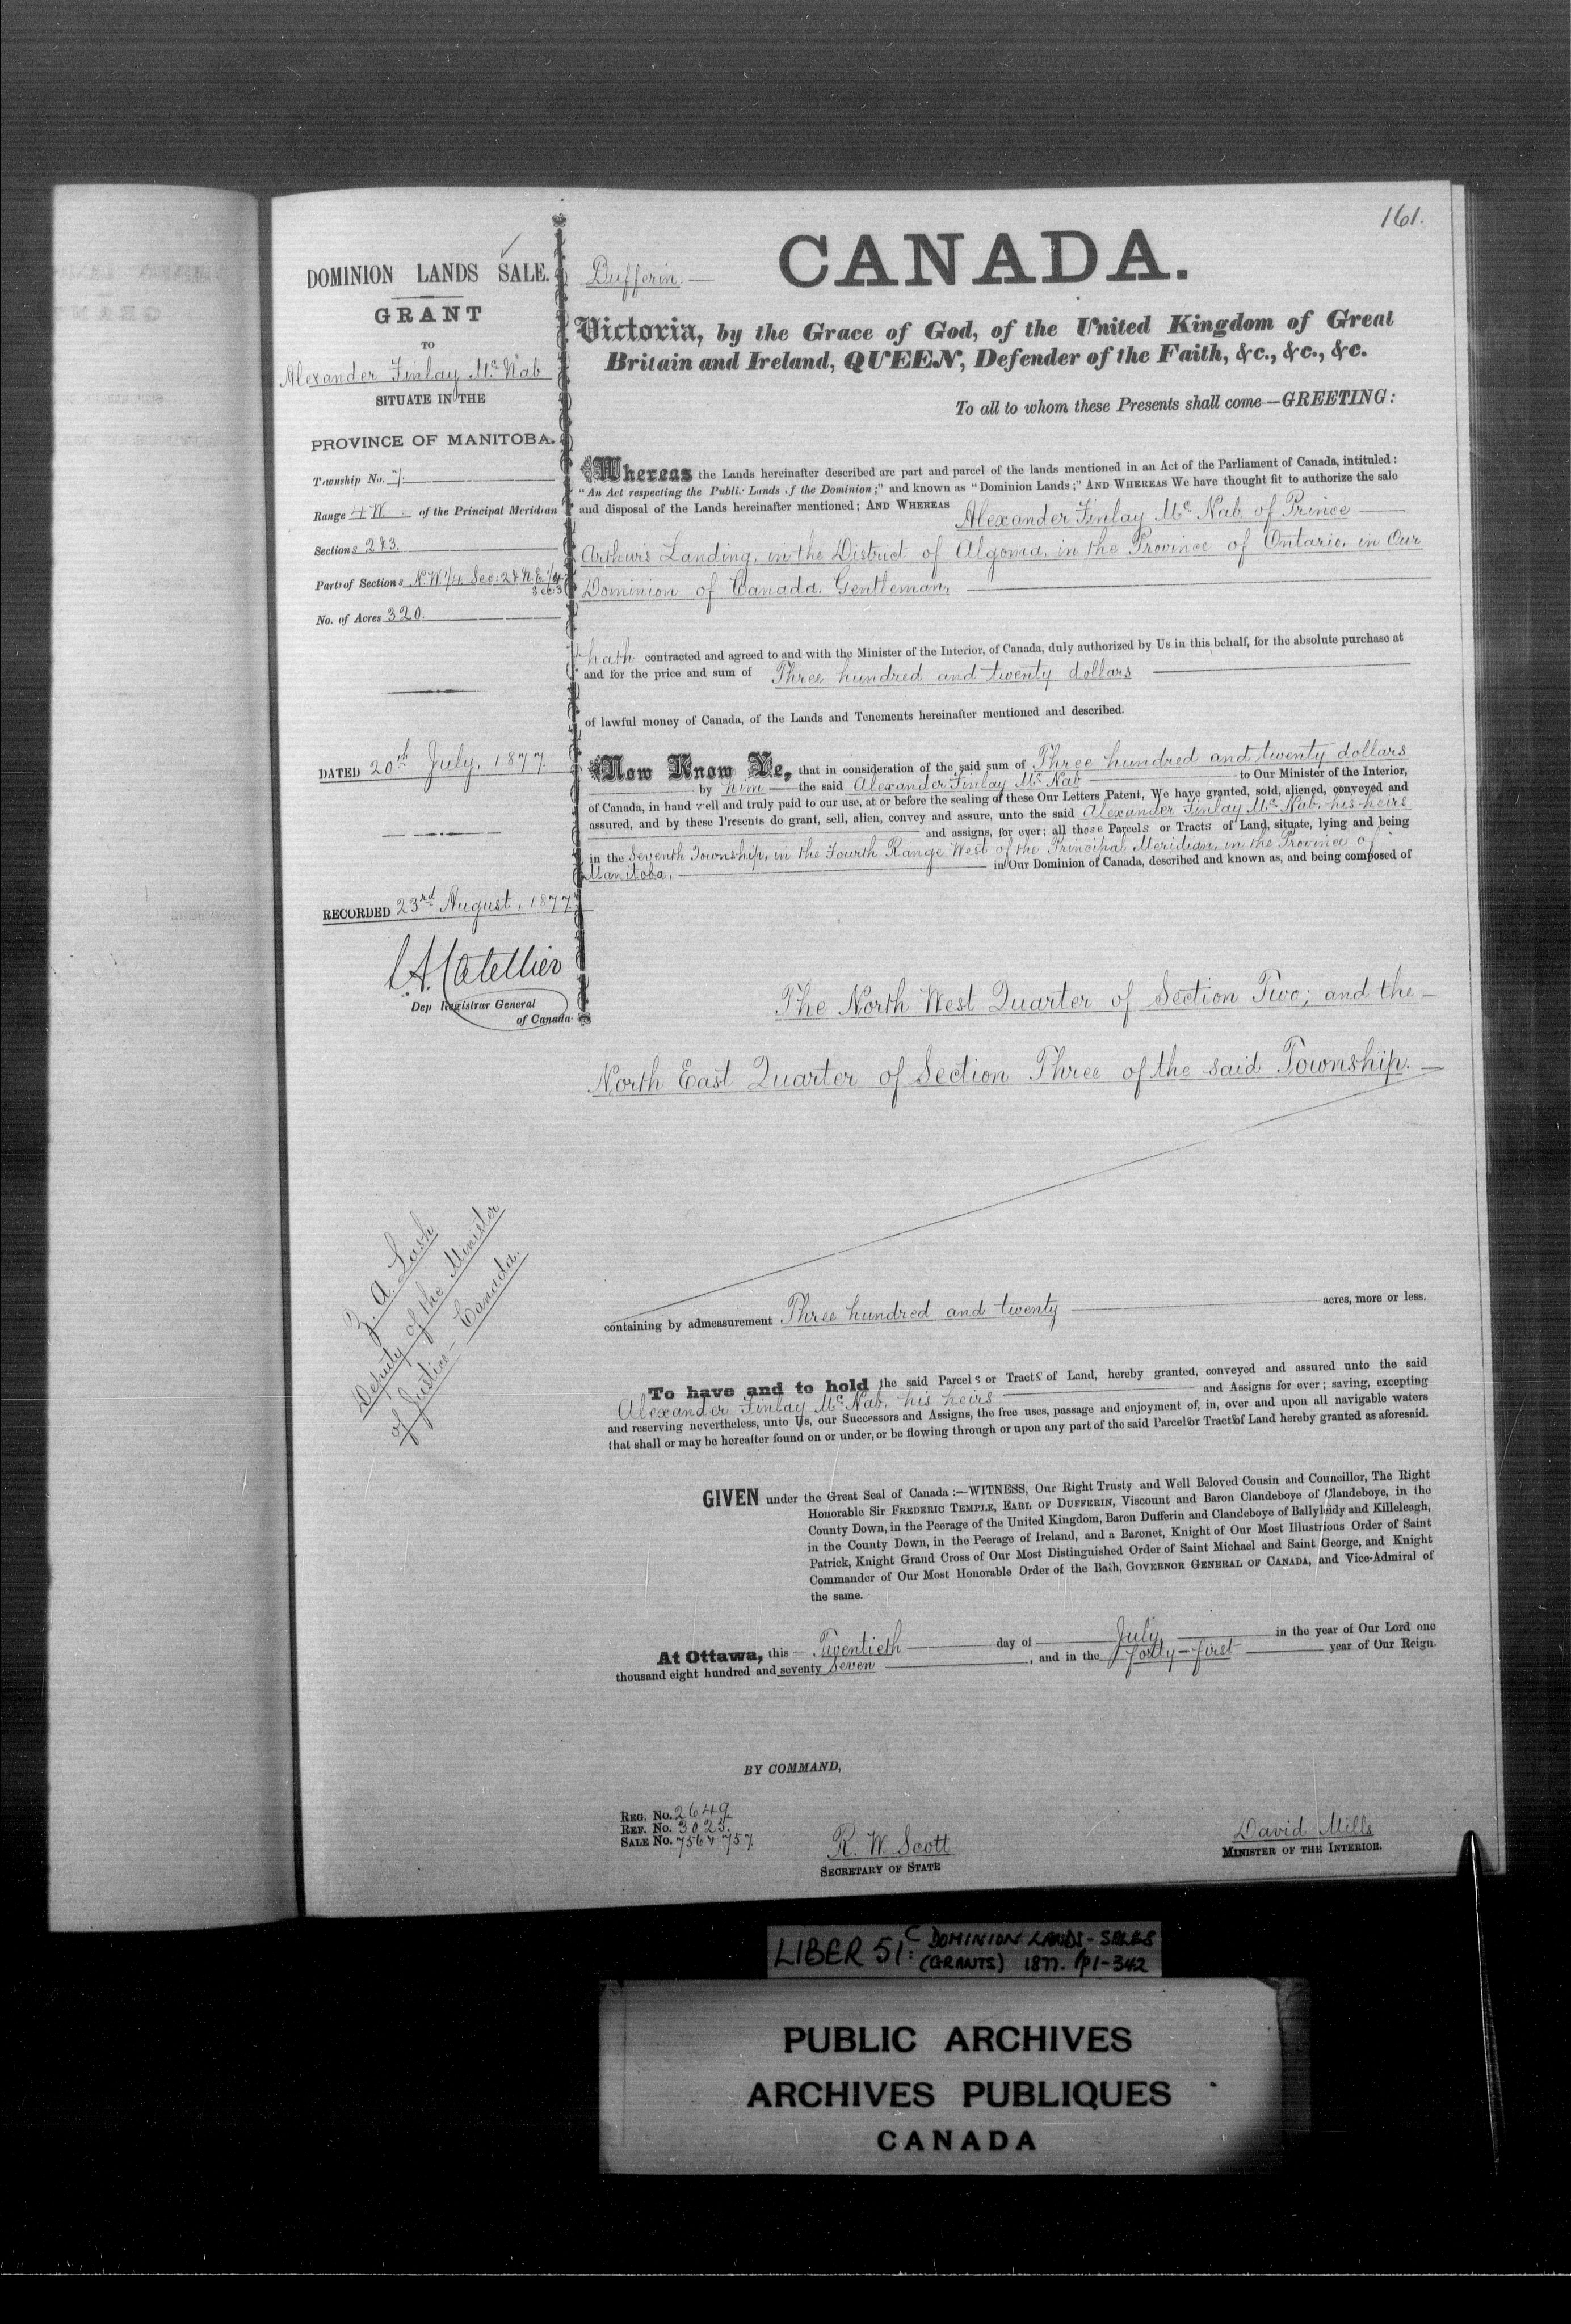 161.
DOMINION LANDS SALE.
GRANT
TO
Alexander Finlay Mc Nab
SITUATE IN THE
PROVINCE OF MANITOBA.
Township No. 7.
Range 4 W. of the Principal Meridian
Sections 2 & 3.
Parts of Sections N.W. 1/4 Sec: 2 & N.E. 1/4
Sec: 3
No. of Acres 320.
DATED 20th July, 1877.
RECORDED 23rd August, 1877.
L A Catellier
Dep Registrar General
of Canada
Z. A. Lash
Deputy of the Minister
of Justice - Canada.
Dufferin.
CANADA.
Victoria, by the Grace of God, of the United Kingdom of Great
Britain and Ireland, QUEEN, Defender of the Faith, &c., &c., &c.
To all to whom these Presents shall come—GREETING:
Whereas the Lands hereinafter described are part and parcel of the lands mentioned in an Act of the Parliament of Canada, intituled:
"An Act respecting the Public Lands of the Dominion;" and known as "Dominion Lands;" AND WHEREAS We have thought fit to authorize the sale
and disposal of the Lands hereinafter mentioned; AND WHEREAS Alexander Finlay Mc Nab, of Prince
Arthur's Landing, in the District of Algoma, in the Province of Ontario, in Our
Dominion of Canada, Gentleman,
hath contracted and agreed to and with the Minister of the Interior, of Canada, duly authorized by Us in this behalf, for the absolute purchase at
and for the price and sum of Three hundred and twenty dollars
of lawful money of Canada, of the Lands and Tenements hereinafter mentioned and described.
Now Know Ye, that in consideration of the said sum of Three hundred and twenty dollars
by him the said Alexander Finlay Mc Nab to Our Minister of the Interior,
of Canada, in hand well and truly paid to our use, at or before the sealing of these Our Letters Patent, We have granted, sold, aliened, conveyed and
assured, and by these Presents do grant, sell, alien, convey and assure, unto the said Alexander Finlay Mc Nab, his heirs
and assigns, for ever; all those Parcels or Tracts of Land, situate, lying and being
in the Seventh Township, in the Fourth Range West of the Principal Meridian, in the Province of
Manitoba, in Our Dominion of Canada, described and known as, and being composed of
The North West Quarter of Section Two; and the
North East Quarter of Section Three of the said Township.
containing by admeasurement Three hundred and twenty acres, more or less.
To have and to hold the said Parcels or Tracts of Land, hereby granted, conveyed and assured unto the said
Alexander Finlay Mc Nab, his heirs and Assigns for ever; saving, excepting
and reserving nevertheless, unto Us, our Successors and Assigns, the free uses, passage and enjoyment of, in, over and upon all navigable waters
that shall or may be hereafter found on or under, or be flowing through or upon any part of the said Parcels or Tracts of Land hereby granted as aforesaid.
GIVEN under the Great Seal of Canada:—WITNESS, Our Right Trusty and Well Beloved Cousin and Councillor, The Right
Honorable Sir FREDERIC TEMPLE, EARL OF DUFFERIN, Viscount and Baron Clandeboye of Clandeboye, in the
County Down, in the Peerage of the United Kingdom, Baron Dufferin and Clandeboye of Ballyleidy and Killeleagh,
in the County Down, in the Peerage of Ireland, and a Baronet, Knight of Our Most Illustrious Order of Saint
Patrick, Knight Grand Cross of Our Most Distinguished Order of Saint Michael and Saint George, and Knight
Commander of Our Most Honorable Order of the Bath, GOVERNOR GENERAL OF CANADA, and Vice-Admiral of
the same.
At Ottawa, this Twentieth day of July in the year of Our Lord one
thousand eight hundred and seventy seven, and in the forty-first year of Our Reign.
BY COMMAND,
REG. No. 2649
REF. No. 3025.
SALE No. 756 & 757.
R. W. Scott
SECRETARY OF STATE
David Mills
MINISTER OF THE INTERIOR.
LIBER 51C: DOMINION LANDS - SALES
(GRANTS) 1877. p1-342
PUBLIC ARCHIVES
ARCHIVES PUBLIQUES
CANADA